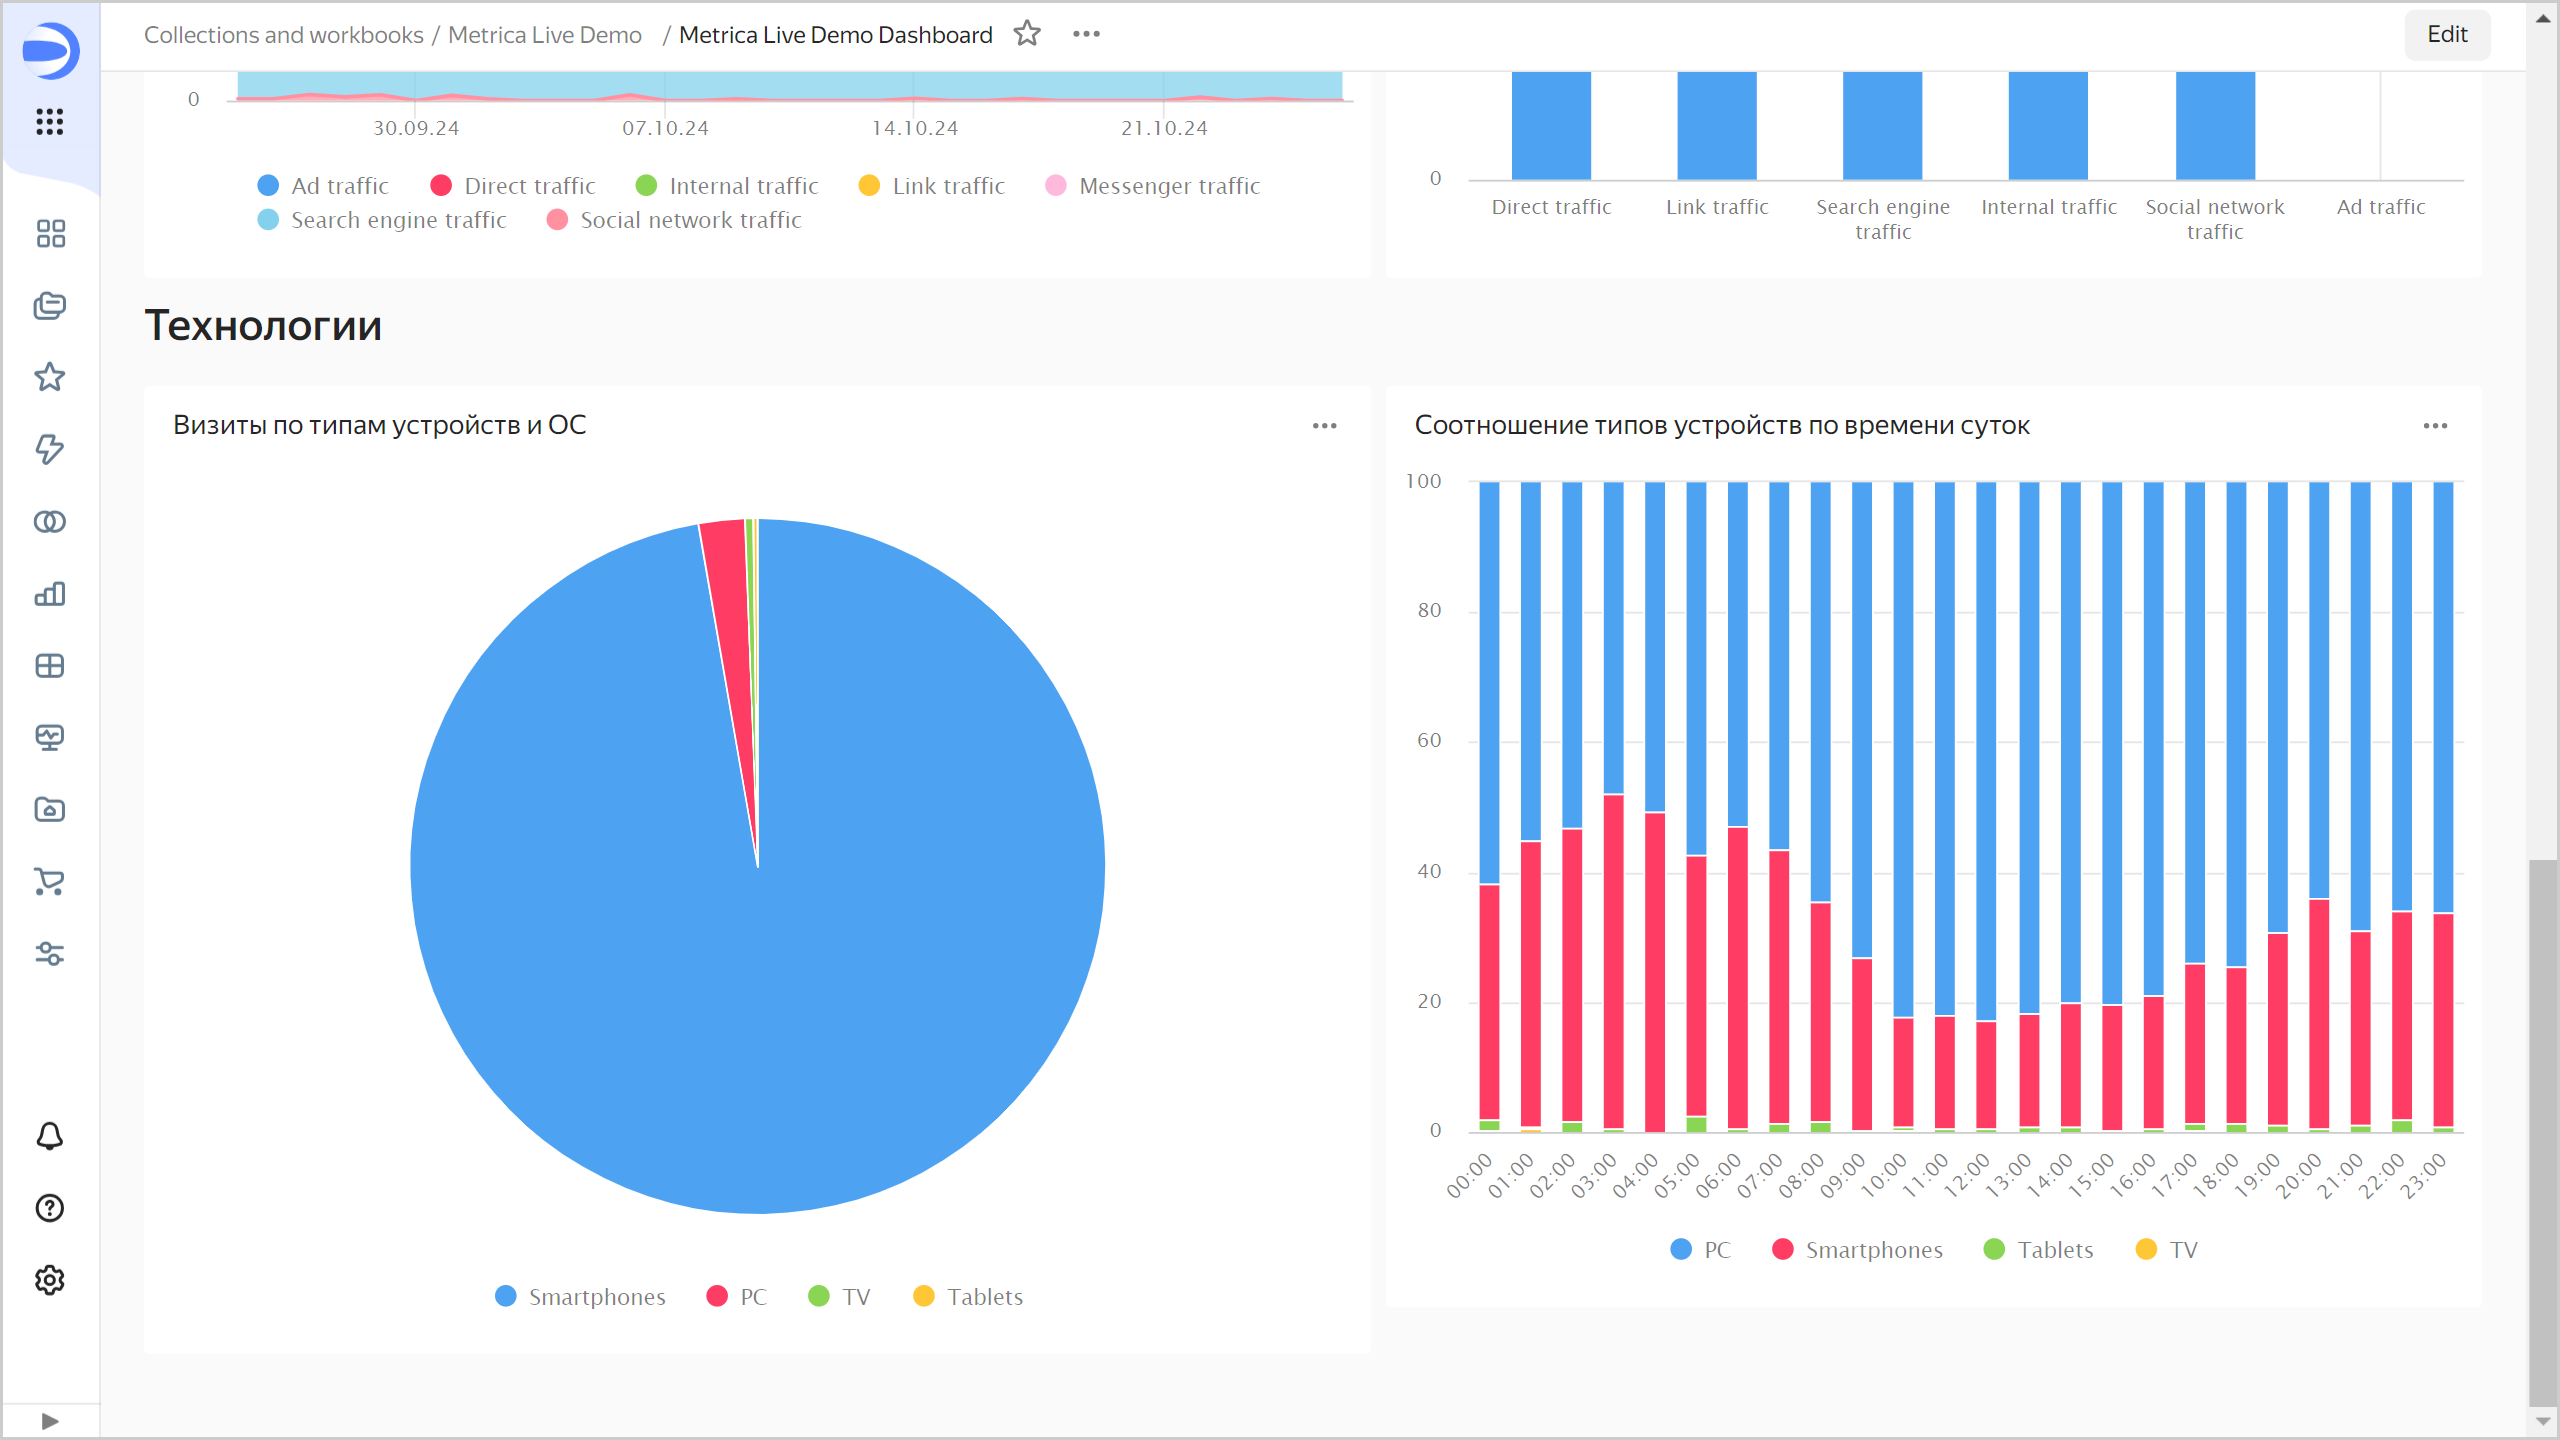 Collections and workbooks / Metrica Live Demo / Metrica Live Demo Dashboard
Edit
0
30.09.24 07.10.24 14.10.24 21.10.24
Ad traffic Direct traffic Internal traffic Link traffic Messenger traffic
Search engine traffic Social network traffic
0
Direct traffic Link traffic Search engine traffic Internal traffic Social network traffic Ad traffic
Технологии
Визиты по типам устройств и ОС
Smartphones PC TV Tablets
Соотношение типов устройств по времени суток
100
80
60
40
20
0
00:00 01:00 02:00 03:00 04:00 05:00 06:00 07:00 08:00 09:00 10:00 11:00 12:00 13:00 14:00 15:00 16:00 17:00 18:00 19:00 20:00 21:00 22:00 23:00
PC Smartphones Tablets TV